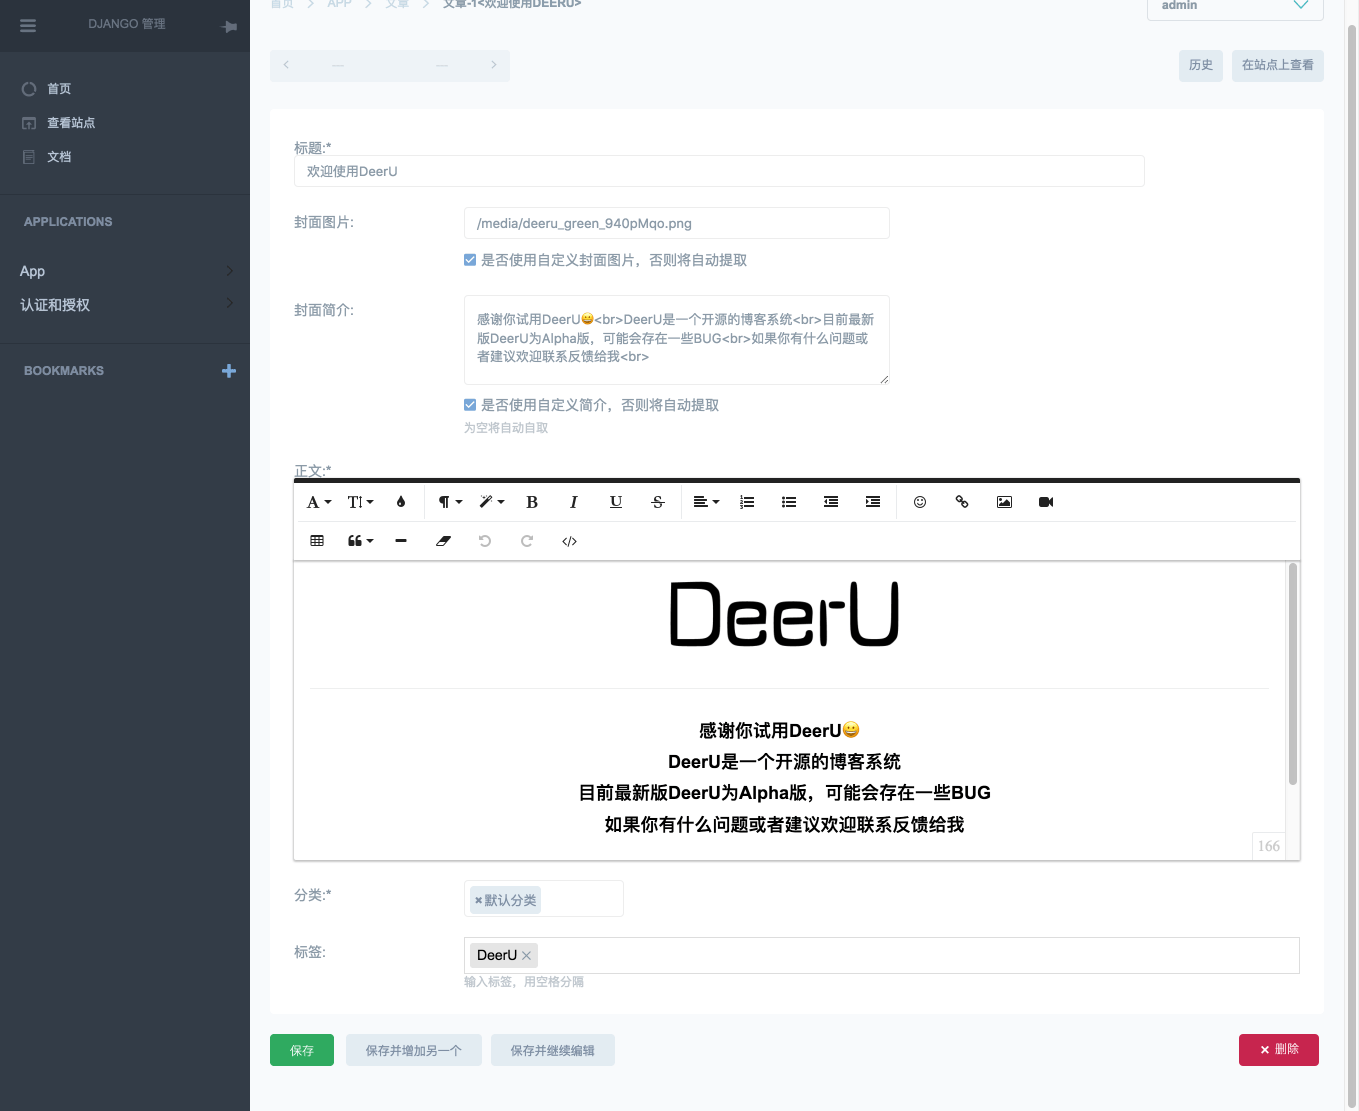 DJANGO 管理
首页
查看站点
文档
APPLICATIONS
App
认证和授权
BOOKMARKS
首页 > APP > 文章 > 文章-1<欢迎使用DEERU>
admin
历史
在站点上查看
标题:*
欢迎使用DeerU
封面图片:
/media/deeru_green_940pMqo.png
是否使用自定义封面图片，否则将自动提取
封面简介:
感谢你试用DeerU😀<br>DeerU是一个开源的博客系统<br>目前最新
版DeerU为Alpha版，可能会存在一些BUG<br>如果你有什么问题或
者建议欢迎联系反馈给我<br>
是否使用自定义简介，否则将自动提取
为空将自动自取
正文:*
DeerU
感谢你试用DeerU😀
DeerU是一个开源的博客系统
目前最新版DeerU为Alpha版，可能会存在一些BUG
如果你有什么问题或者建议欢迎联系反馈给我
166
分类:*
×默认分类
标签:
DeerU ×
输入标签，用空格分隔
保存
保存并增加另一个
保存并继续编辑
× 删除